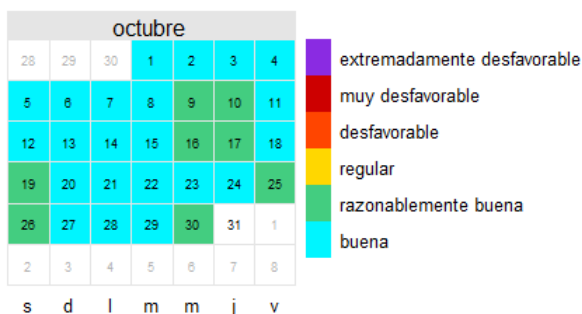 octubre
28 29 30 1 2 3 4
5 6 7 8 9 10 11
12 13 14 15 16 17 18
19 20 21 22 23 24 25
26 27 28 29 30 31 1
2 3 4 5 6 7 8
s d l m m j v
extremadamente desfavorable
muy desfavorable
desfavorable
regular
razonablemente buena
buena